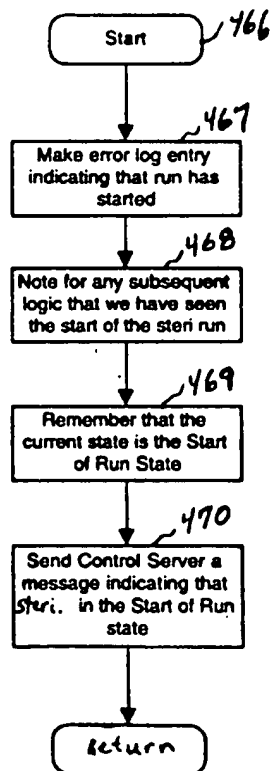 466
Start
467
Make error log entry
indicating that run has
started
468
Note for any subsequent
logic that we have seen
the start of the steri run
469
Remember that the
current state is the Start
of Run State
470
Send Control Server a
message indicating that
steri. in the Start of Run
state
Return